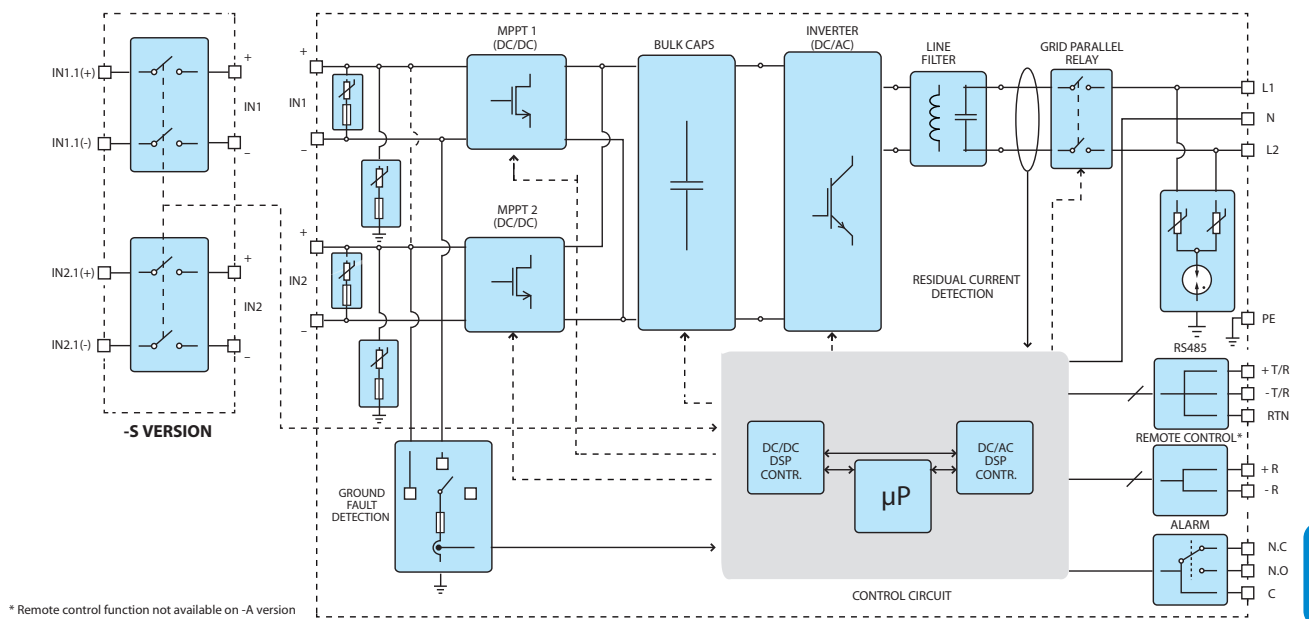 MPPT 1
(DC/DC)
BULK CAPS
INVERTER
(DC/AC)
LINE
FILTER
GRID PARALLEL
RELAY
+
+
IN1.1(+)
IN1
IN1
L1
N
IN1.1(-)
–
–
L2
MPPT 2
(DC/DC)
+
+
IN2.1(+)
IN2
IN2
RESIDUAL CURRENT
DETECTION
IN2.1(-)
–
–
PE
-S VERSION
RS485
+ T/R
- T/R
RTN
REMOTE CONTROL*
DC/DC
DSP
CONTR.
µP
DC/AC
DSP
CONTR.
+ R
- R
GROUND
FAULT
DETECTION
ALARM
N.C
N.O
C
CONTROL CIRCUIT
* Remote control function not available on -A version